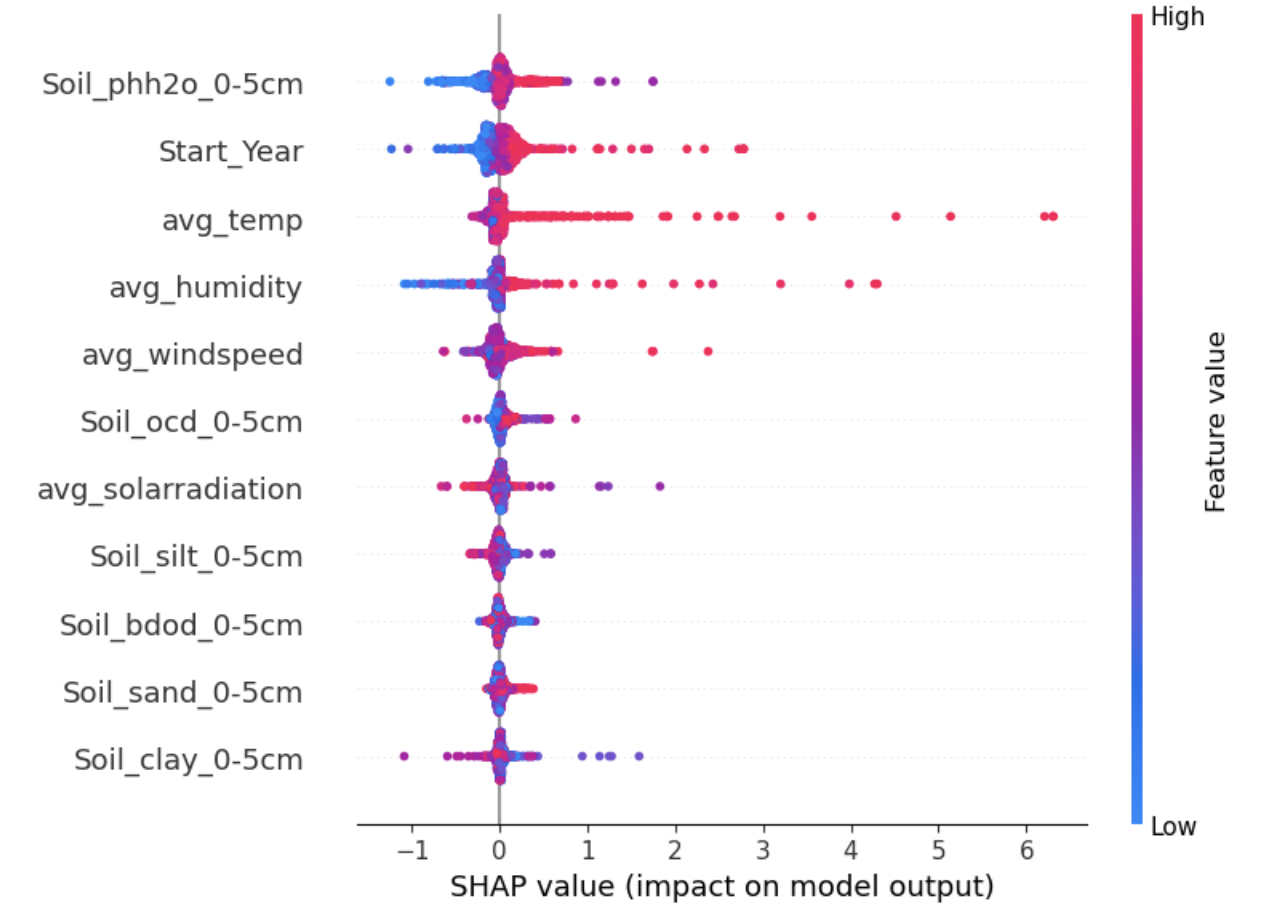 High
Soil_phh2o_0-5cm
Start_Year
avg_temp
avg_humidity
avg_windspeed
Soil_ocd_0-5cm
avg_solarradiation
Soil_silt_0-5cm
Soil_bdod_0-5cm
Soil_sand_0-5cm
Soil_clay_0-5cm
Feature value
Low
−1 0 1 2 3 4 5 6
SHAP value (impact on model output)